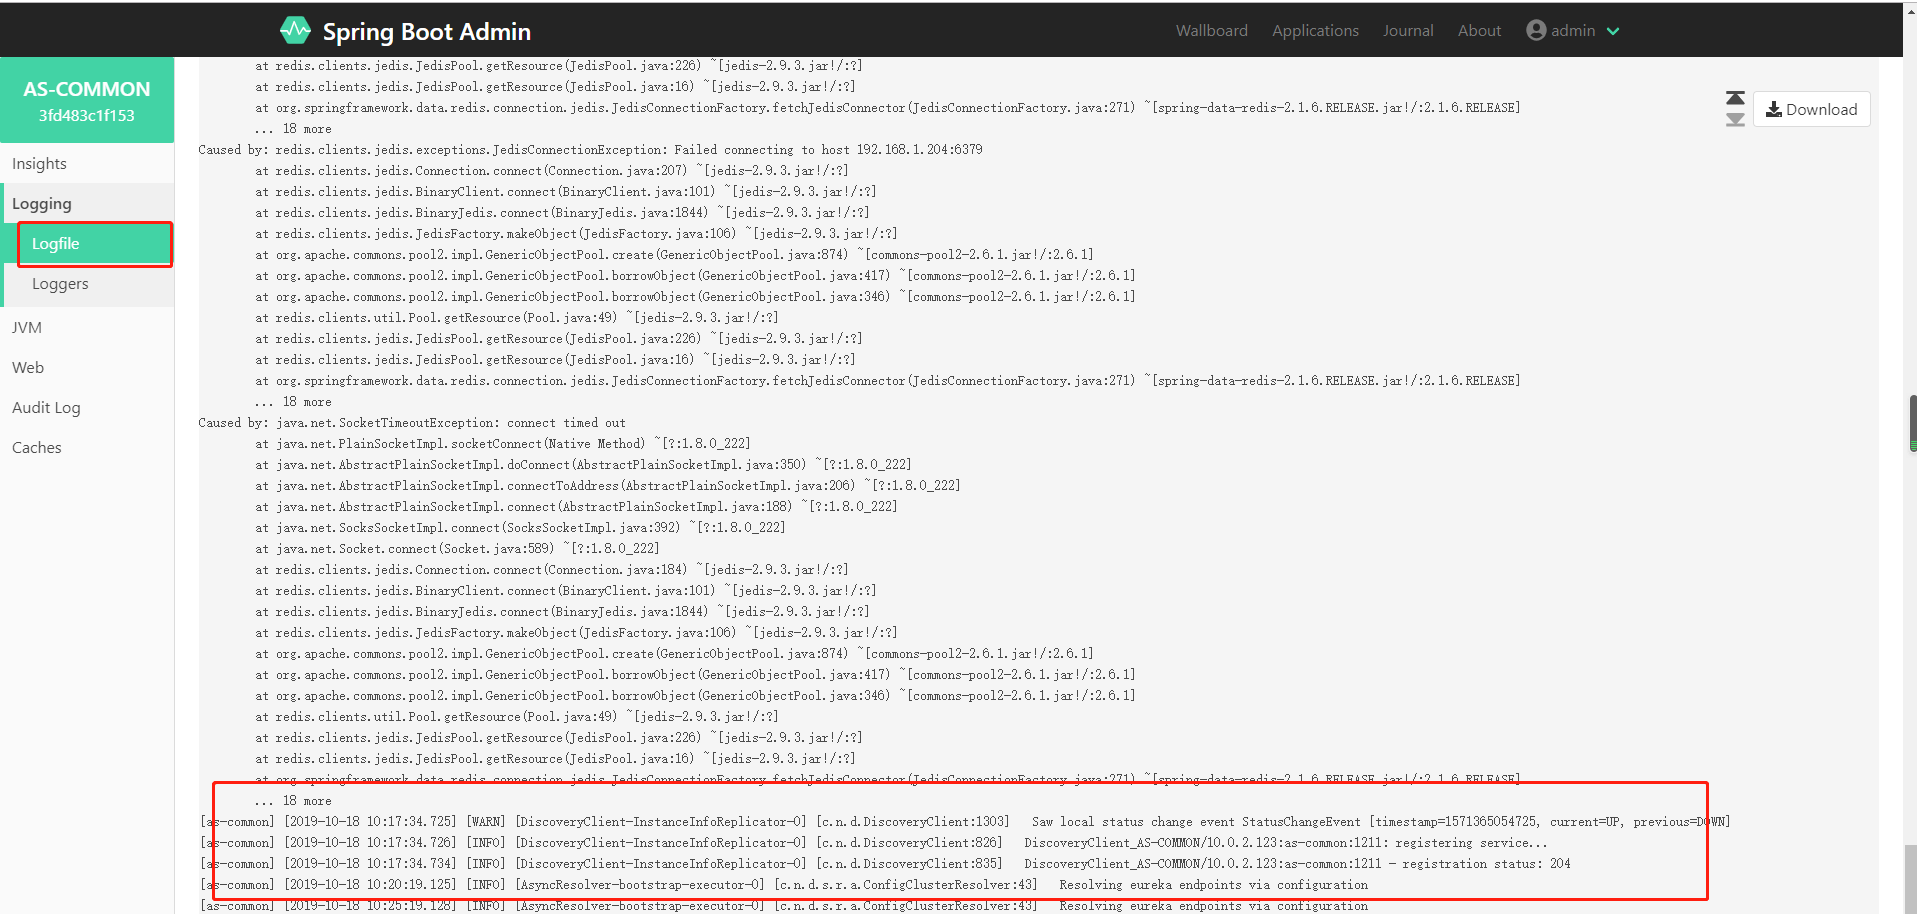 Spring Boot Admin
Wallboard Applications Journal About admin
AS-COMMON
3fd483c1f153
Insights
Logging
Logfile
Loggers
JVM
Web
Audit Log
Caches
Download
at redis.clients.jedis.JedisPool.getResource(JedisPool.java:226) ~[jedis-2.9.3.jar!/:?]
at redis.clients.jedis.JedisPool.getResource(JedisPool.java:16) ~[jedis-2.9.3.jar!/:?]
at org.springframework.data.redis.connection.jedis.JedisConnectionFactory.fetchJedisConnector(JedisConnectionFactory.java:271) ~[spring-data-redis-2.1.6.RELEASE.jar!/:2.1.6.RELEASE]
... 18 more
Caused by: redis.clients.jedis.exceptions.JedisConnectionException: Failed connecting to host 192.168.1.204:6379
at redis.clients.jedis.Connection.connect(Connection.java:207) ~[jedis-2.9.3.jar!/:?]
at redis.clients.jedis.BinaryClient.connect(BinaryClient.java:101) ~[jedis-2.9.3.jar!/:?]
at redis.clients.jedis.BinaryJedis.connect(BinaryJedis.java:1844) ~[jedis-2.9.3.jar!/:?]
at redis.clients.jedis.JedisFactory.makeObject(JedisFactory.java:106) ~[jedis-2.9.3.jar!/:?]
at org.apache.commons.pool2.impl.GenericObjectPool.create(GenericObjectPool.java:874) ~[commons-pool2-2.6.1.jar!/:2.6.1]
at org.apache.commons.pool2.impl.GenericObjectPool.borrowObject(GenericObjectPool.java:417) ~[commons-pool2-2.6.1.jar!/:2.6.1]
at org.apache.commons.pool2.impl.GenericObjectPool.borrowObject(GenericObjectPool.java:346) ~[commons-pool2-2.6.1.jar!/:2.6.1]
at redis.clients.util.Pool.getResource(Pool.java:49) ~[jedis-2.9.3.jar!/:?]
at redis.clients.jedis.JedisPool.getResource(JedisPool.java:226) ~[jedis-2.9.3.jar!/:?]
at redis.clients.jedis.JedisPool.getResource(JedisPool.java:16) ~[jedis-2.9.3.jar!/:?]
at org.springframework.data.redis.connection.jedis.JedisConnectionFactory.fetchJedisConnector(JedisConnectionFactory.java:271) ~[spring-data-redis-2.1.6.RELEASE.jar!/:2.1.6.RELEASE]
... 18 more
Caused by: java.net.SocketTimeoutException: connect timed out
at java.net.PlainSocketImpl.socketConnect(Native Method) ~[?:1.8.0_222]
at java.net.AbstractPlainSocketImpl.doConnect(AbstractPlainSocketImpl.java:350) ~[?:1.8.0_222]
at java.net.AbstractPlainSocketImpl.connectToAddress(AbstractPlainSocketImpl.java:206) ~[?:1.8.0_222]
at java.net.AbstractPlainSocketImpl.connect(AbstractPlainSocketImpl.java:188) ~[?:1.8.0_222]
at java.net.SocksSocketImpl.connect(SocksSocketImpl.java:392) ~[?:1.8.0_222]
at java.net.Socket.connect(Socket.java:589) ~[?:1.8.0_222]
at redis.clients.jedis.Connection.connect(Connection.java:184) ~[jedis-2.9.3.jar!/:?]
at redis.clients.jedis.BinaryClient.connect(BinaryClient.java:101) ~[jedis-2.9.3.jar!/:?]
at redis.clients.jedis.BinaryJedis.connect(BinaryJedis.java:1844) ~[jedis-2.9.3.jar!/:?]
at redis.clients.jedis.JedisFactory.makeObject(JedisFactory.java:106) ~[jedis-2.9.3.jar!/:?]
at org.apache.commons.pool2.impl.GenericObjectPool.create(GenericObjectPool.java:874) ~[commons-pool2-2.6.1.jar!/:2.6.1]
at org.apache.commons.pool2.impl.GenericObjectPool.borrowObject(GenericObjectPool.java:417) ~[commons-pool2-2.6.1.jar!/:2.6.1]
at org.apache.commons.pool2.impl.GenericObjectPool.borrowObject(GenericObjectPool.java:346) ~[commons-pool2-2.6.1.jar!/:2.6.1]
at redis.clients.util.Pool.getResource(Pool.java:49) ~[jedis-2.9.3.jar!/:?]
at redis.clients.jedis.JedisPool.getResource(JedisPool.java:226) ~[jedis-2.9.3.jar!/:?]
at redis.clients.jedis.JedisPool.getResource(JedisPool.java:16) ~[jedis-2.9.3.jar!/:?]
at org.springframework.data.redis.connection.jedis.JedisConnectionFactory.fetchJedisConnector(JedisConnectionFactory.java:271) ~[spring-data-redis-2.1.6.RELEASE.jar!/:2.1.6.RELEASE]
... 18 more
[as-common] [2019-10-18 10:17:34.725] [WARN] [DiscoveryClient-InstanceInfoReplicator-0] [c.n.d.DiscoveryClient:1303] Saw local status change event StatusChangeEvent [timestamp=1571365054725, current=UP, previous=DOWN]
[as-common] [2019-10-18 10:17:34.726] [INFO] [DiscoveryClient-InstanceInfoReplicator-0] [c.n.d.DiscoveryClient:826] DiscoveryClient_AS-COMMON/10.0.2.123:as-common:1211: registering service...
[as-common] [2019-10-18 10:17:34.734] [INFO] [DiscoveryClient-InstanceInfoReplicator-0] [c.n.d.DiscoveryClient:835] DiscoveryClient_AS-COMMON/10.0.2.123:as-common:1211 - registration status: 204
[as-common] [2019-10-18 10:20:19.125] [INFO] [AsyncResolver-bootstrap-executor-0] [c.n.d.s.r.a.ConfigClusterResolver:43] Resolving eureka endpoints via configuration
[as-common] [2019-10-18 10:25:19.128] [INFO] [AsyncResolver-bootstrap-executor-0] [c.n.d.s.r.a.ConfigClusterResolver:43] Resolving eureka endpoints via configuration